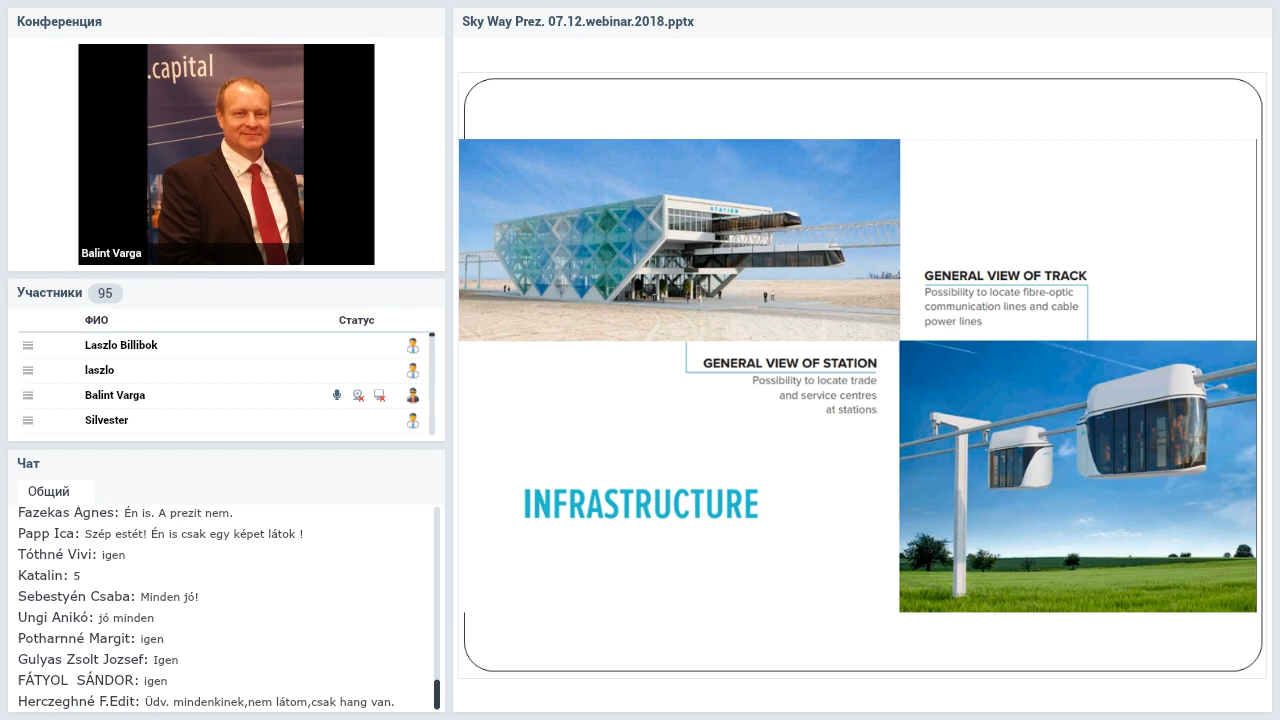 Конференция
.capital
Balint Varga
Участники 95
ФИО Статус
Laszlo Billibok
laszlo
Balint Varga
Silvester
Чат
Общий
Fazekas Ágnes: Én is. A prezit nem.
Papp Ica: Szép estét! Én is csak egy képet látok !
Tóthné Vivi: igen
Katalin: 5
Sebestyén Csaba: Minden jó!
Ungi Anikó: jó minden
Potharnné Margit: igen
Gulyas Zsolt Jozsef: Igen
FÁTYOL SÁNDOR: igen
Herczeghné F.Edit: Üdv. mindenkinek,nem látom,csak hang van.
Sky Way Prez. 07.12.webinar.2018.pptx
STATION
GENERAL VIEW OF TRACK
Possibility to locate fibre-optic
communication lines and cable
power lines
GENERAL VIEW OF STATION
Possibility to locate trade
and service centres
at stations
INFRASTRUCTURE